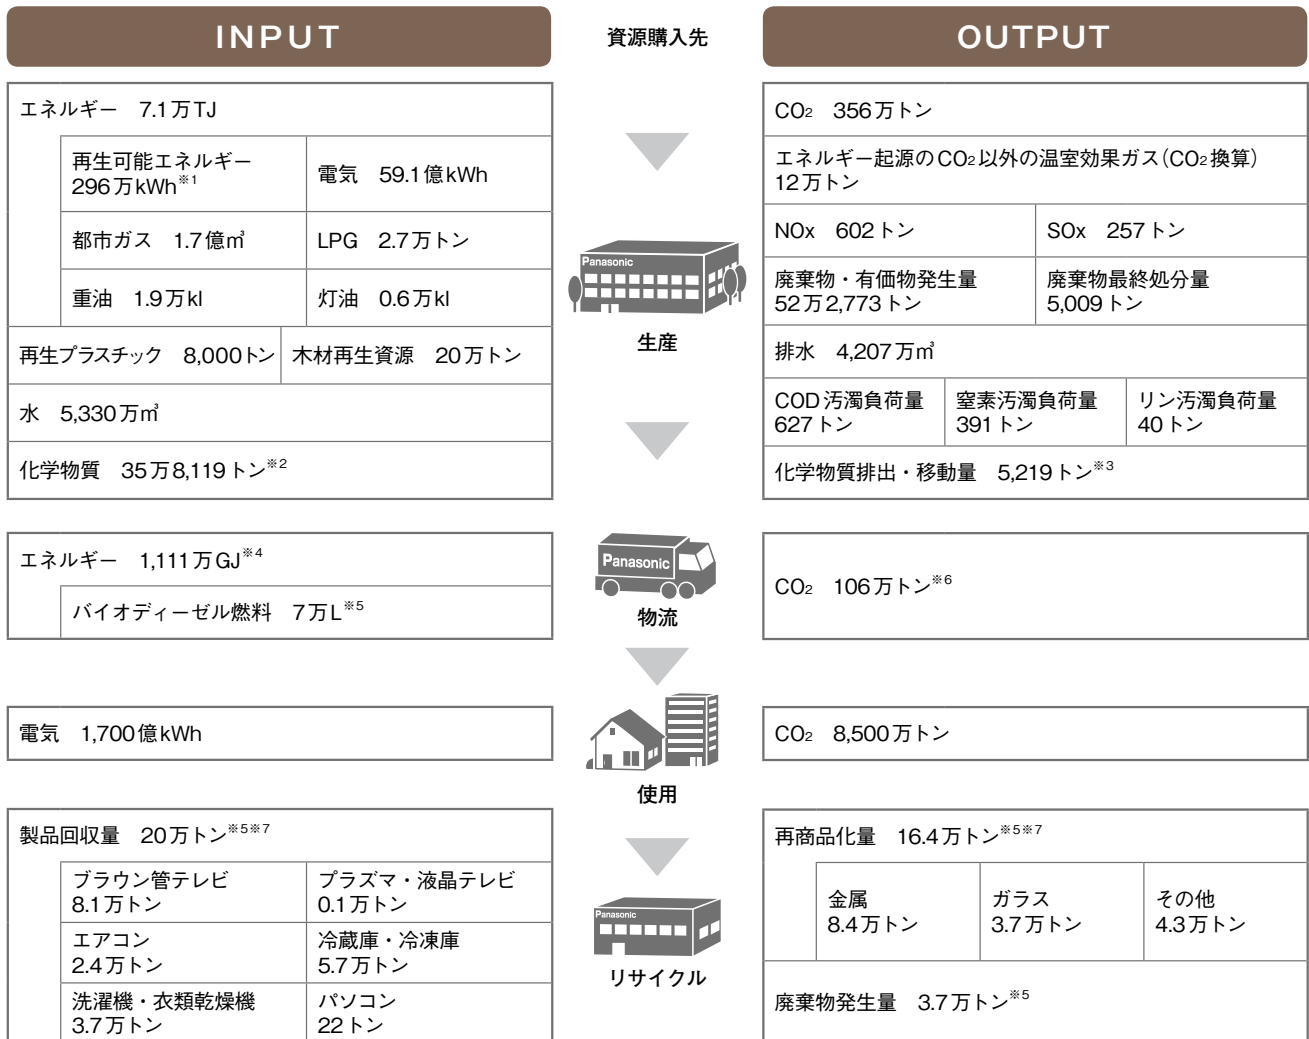 INPUT
資源購入先
OUTPUT
エネルギー 7.1万TJ
再生可能エネルギー
296万kWh※1
電気 59.1億kWh
都市ガス 1.7億㎥
LPG 2.7万トン
重油 1.9万kl
灯油 0.6万kl
再生プラスチック 8,000トン
木材再生資源 20万トン
水 5,330万㎥
化学物質 35万8,119トン※2
Panasonic
生産
CO2 356万トン
エネルギー起源のCO2以外の温室効果ガス(CO2換算)
12万トン
NOx 602トン
SOx 257トン
廃棄物・有価物発生量
52万2,773トン
廃棄物最終処分量
5,009トン
排水 4,207万㎥
COD汚濁負荷量
627トン
窒素汚濁負荷量
391トン
リン汚濁負荷量
40トン
化学物質排出・移動量 5,219トン※3
エネルギー 1,111万GJ※4
バイオディーゼル燃料 7万L※5
Panasonic
物流
CO2 106万トン※6
電気 1,700億kWh
使用
CO2 8,500万トン
製品回収量 20万トン※5※7
ブラウン管テレビ
8.1万トン
プラズマ・液晶テレビ
0.1万トン
エアコン
2.4万トン
冷蔵庫・冷凍庫
5.7万トン
洗濯機・衣類乾燥機
3.7万トン
パソコン
22トン
Panasonic
リサイクル
再商品化量 16.4万トン※5※7
金属
8.4万トン
ガラス
3.7万トン
その他
4.3万トン
廃棄物発生量 3.7万トン※5